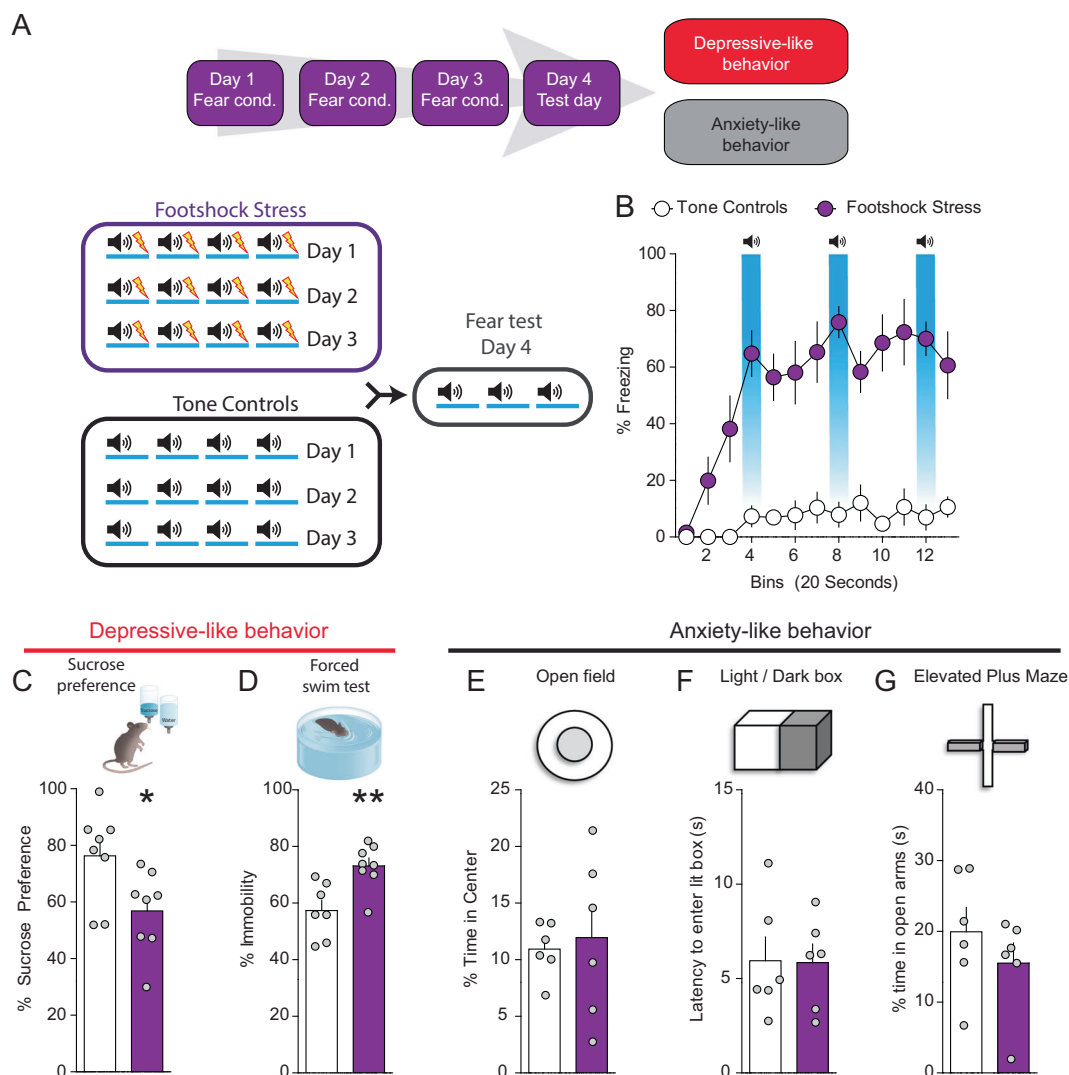 A
Day 1
Fear cond.
Day 2
Fear cond.
Day 3
Fear cond.
Day 4
Test day
Depressive-like
behavior
Anxiety-like
behavior
Footshock Stress
Day 1
Day 2
Day 3
Tone Controls
Day 1
Day 2
Day 3
Fear test
Day 4
B
Tone Controls
Footshock Stress
% Freezing
100
80
60
40
20
0
2
4
6
8
10
12
Bins (20 Seconds)
Depressive-like behavior
Anxiety-like behavior
C
Sucrose
preference
Sucrose
Water
% Sucrose Preference
100
80
60
40
20
0
*
D
Forced
swim test
% Immobility
100
80
60
40
20
0
**
E
Open field
% Time in Center
25
20
15
10
5
0
F
Light / Dark box
Latency to enter lit box (s)
15
10
5
0
G
Elevated Plus Maze
% time in open arms (s)
40
30
20
10
0